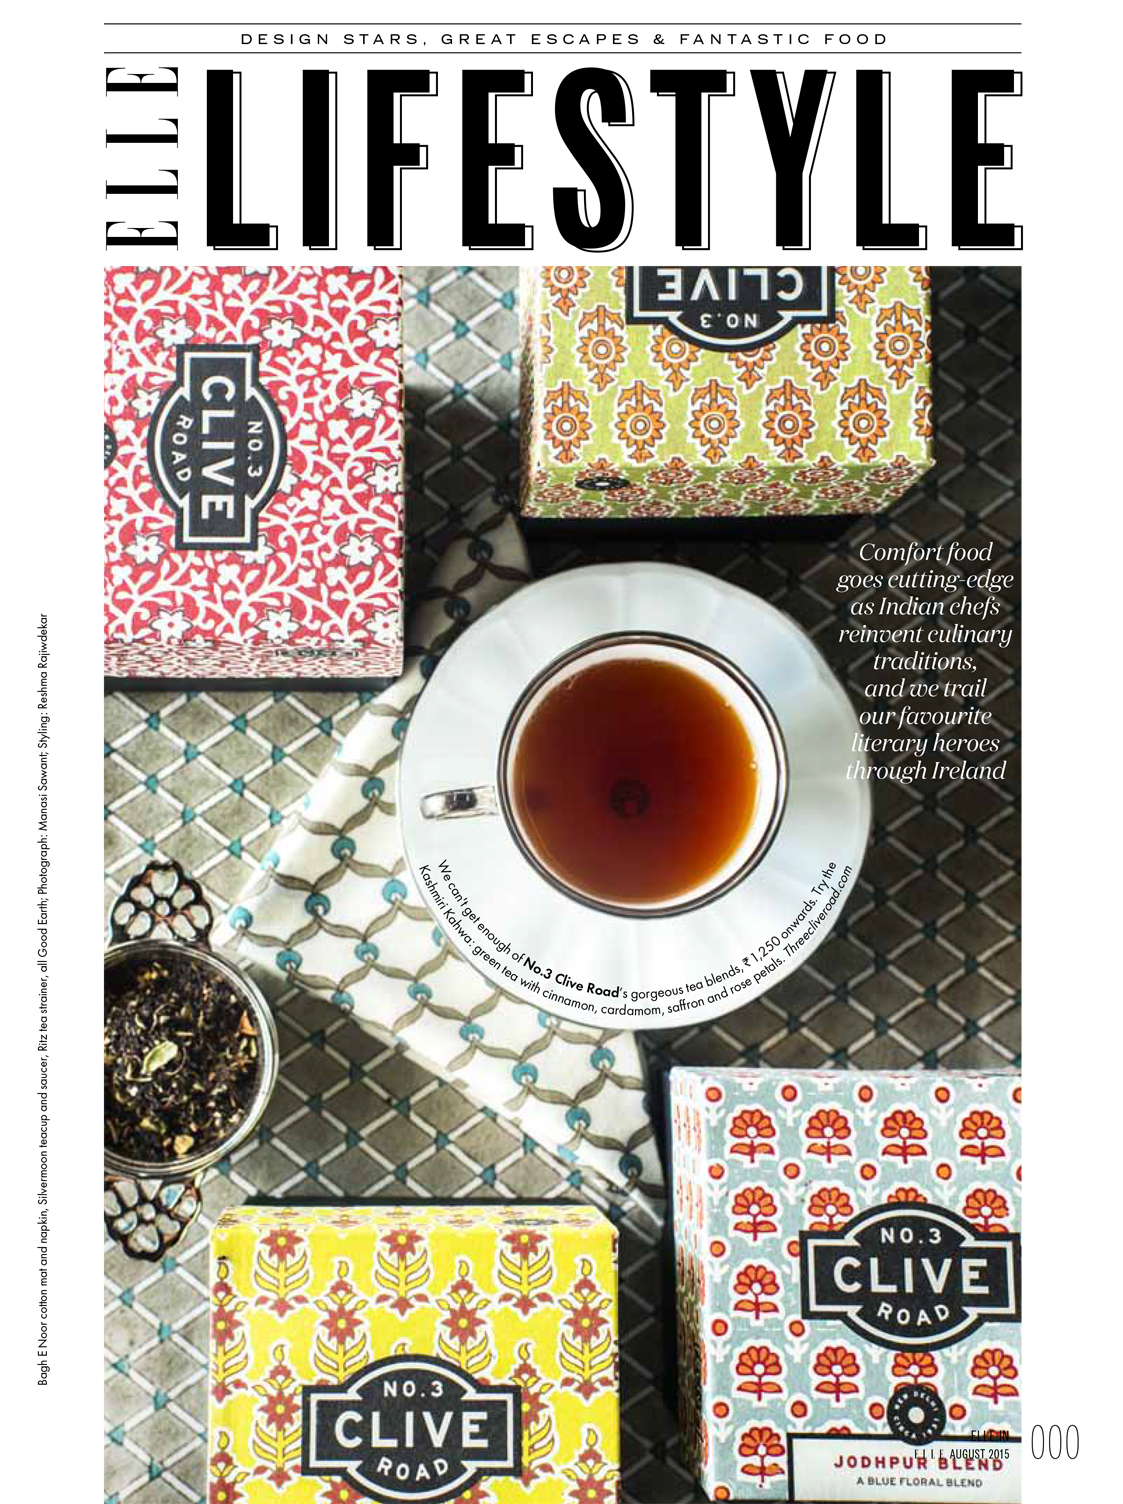 DESIGN STARS, GREAT ESCAPES & FANTASTIC FOOD
ELLE
LIFESTYLE
NO.3
CLIVE
ROAD
CLIVE
NO.3
Comfort food
goes cutting-edge
as Indian chefs
reinvent culinary
traditions,
and we trail
our favourite
literary heroes
through Ireland
We can't get enough of No.3 Clive Road's gorgeous tea blends, ₹1,250 onwards. Try the
Kashmiri Kahwa: green tea with cinnamon, cardamom, saffron and rose petals. Threecliveroad.com
Bagh E Noor cotton mat and napkin, Silvermoon teacup and saucer, Ritz tea strainer, all Good Earth; Photograph: Manasi Sawant; Styling: Reshma Rajiwdekar
NO.3
CLIVE
ROAD
NO.3
CLIVE
ROAD
JODHPUR BLEND
A BLUE FLORAL BLEND
ELLE.IN
ELLE AUGUST 2015
000